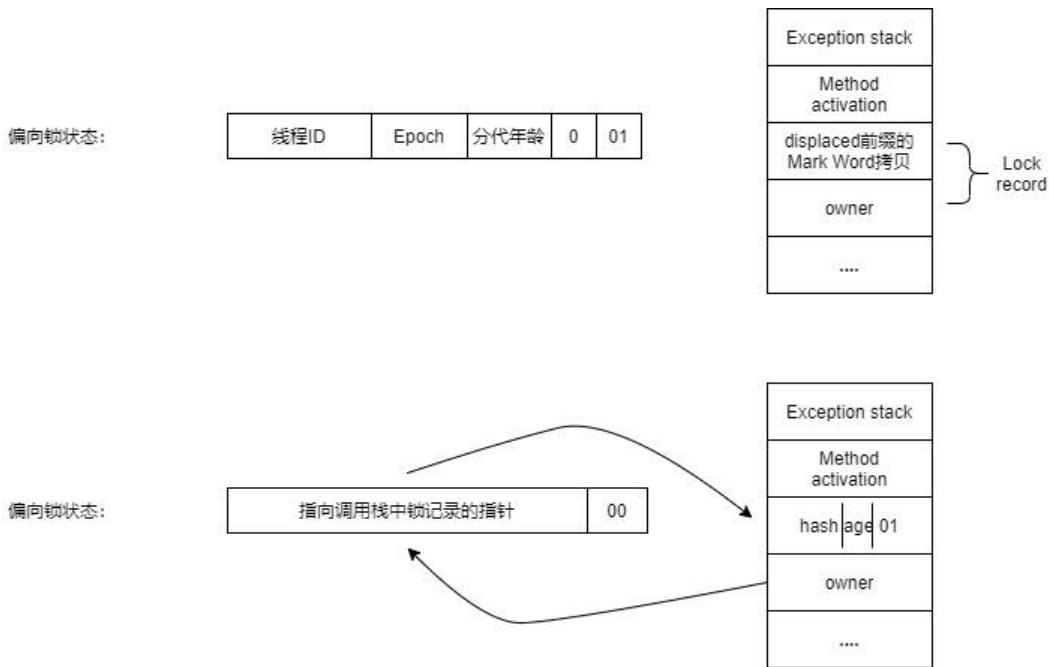 Exception stack
Method
activation
偏向锁状态:
线程ID
Epoch
分代年龄
0
01
displaced前缀的
Mark Word拷贝
Lock
record
owner
....
Exception stack
Method
activation
偏向锁状态:
指向调用栈中锁记录的指针
00
hash age 01
owner
....